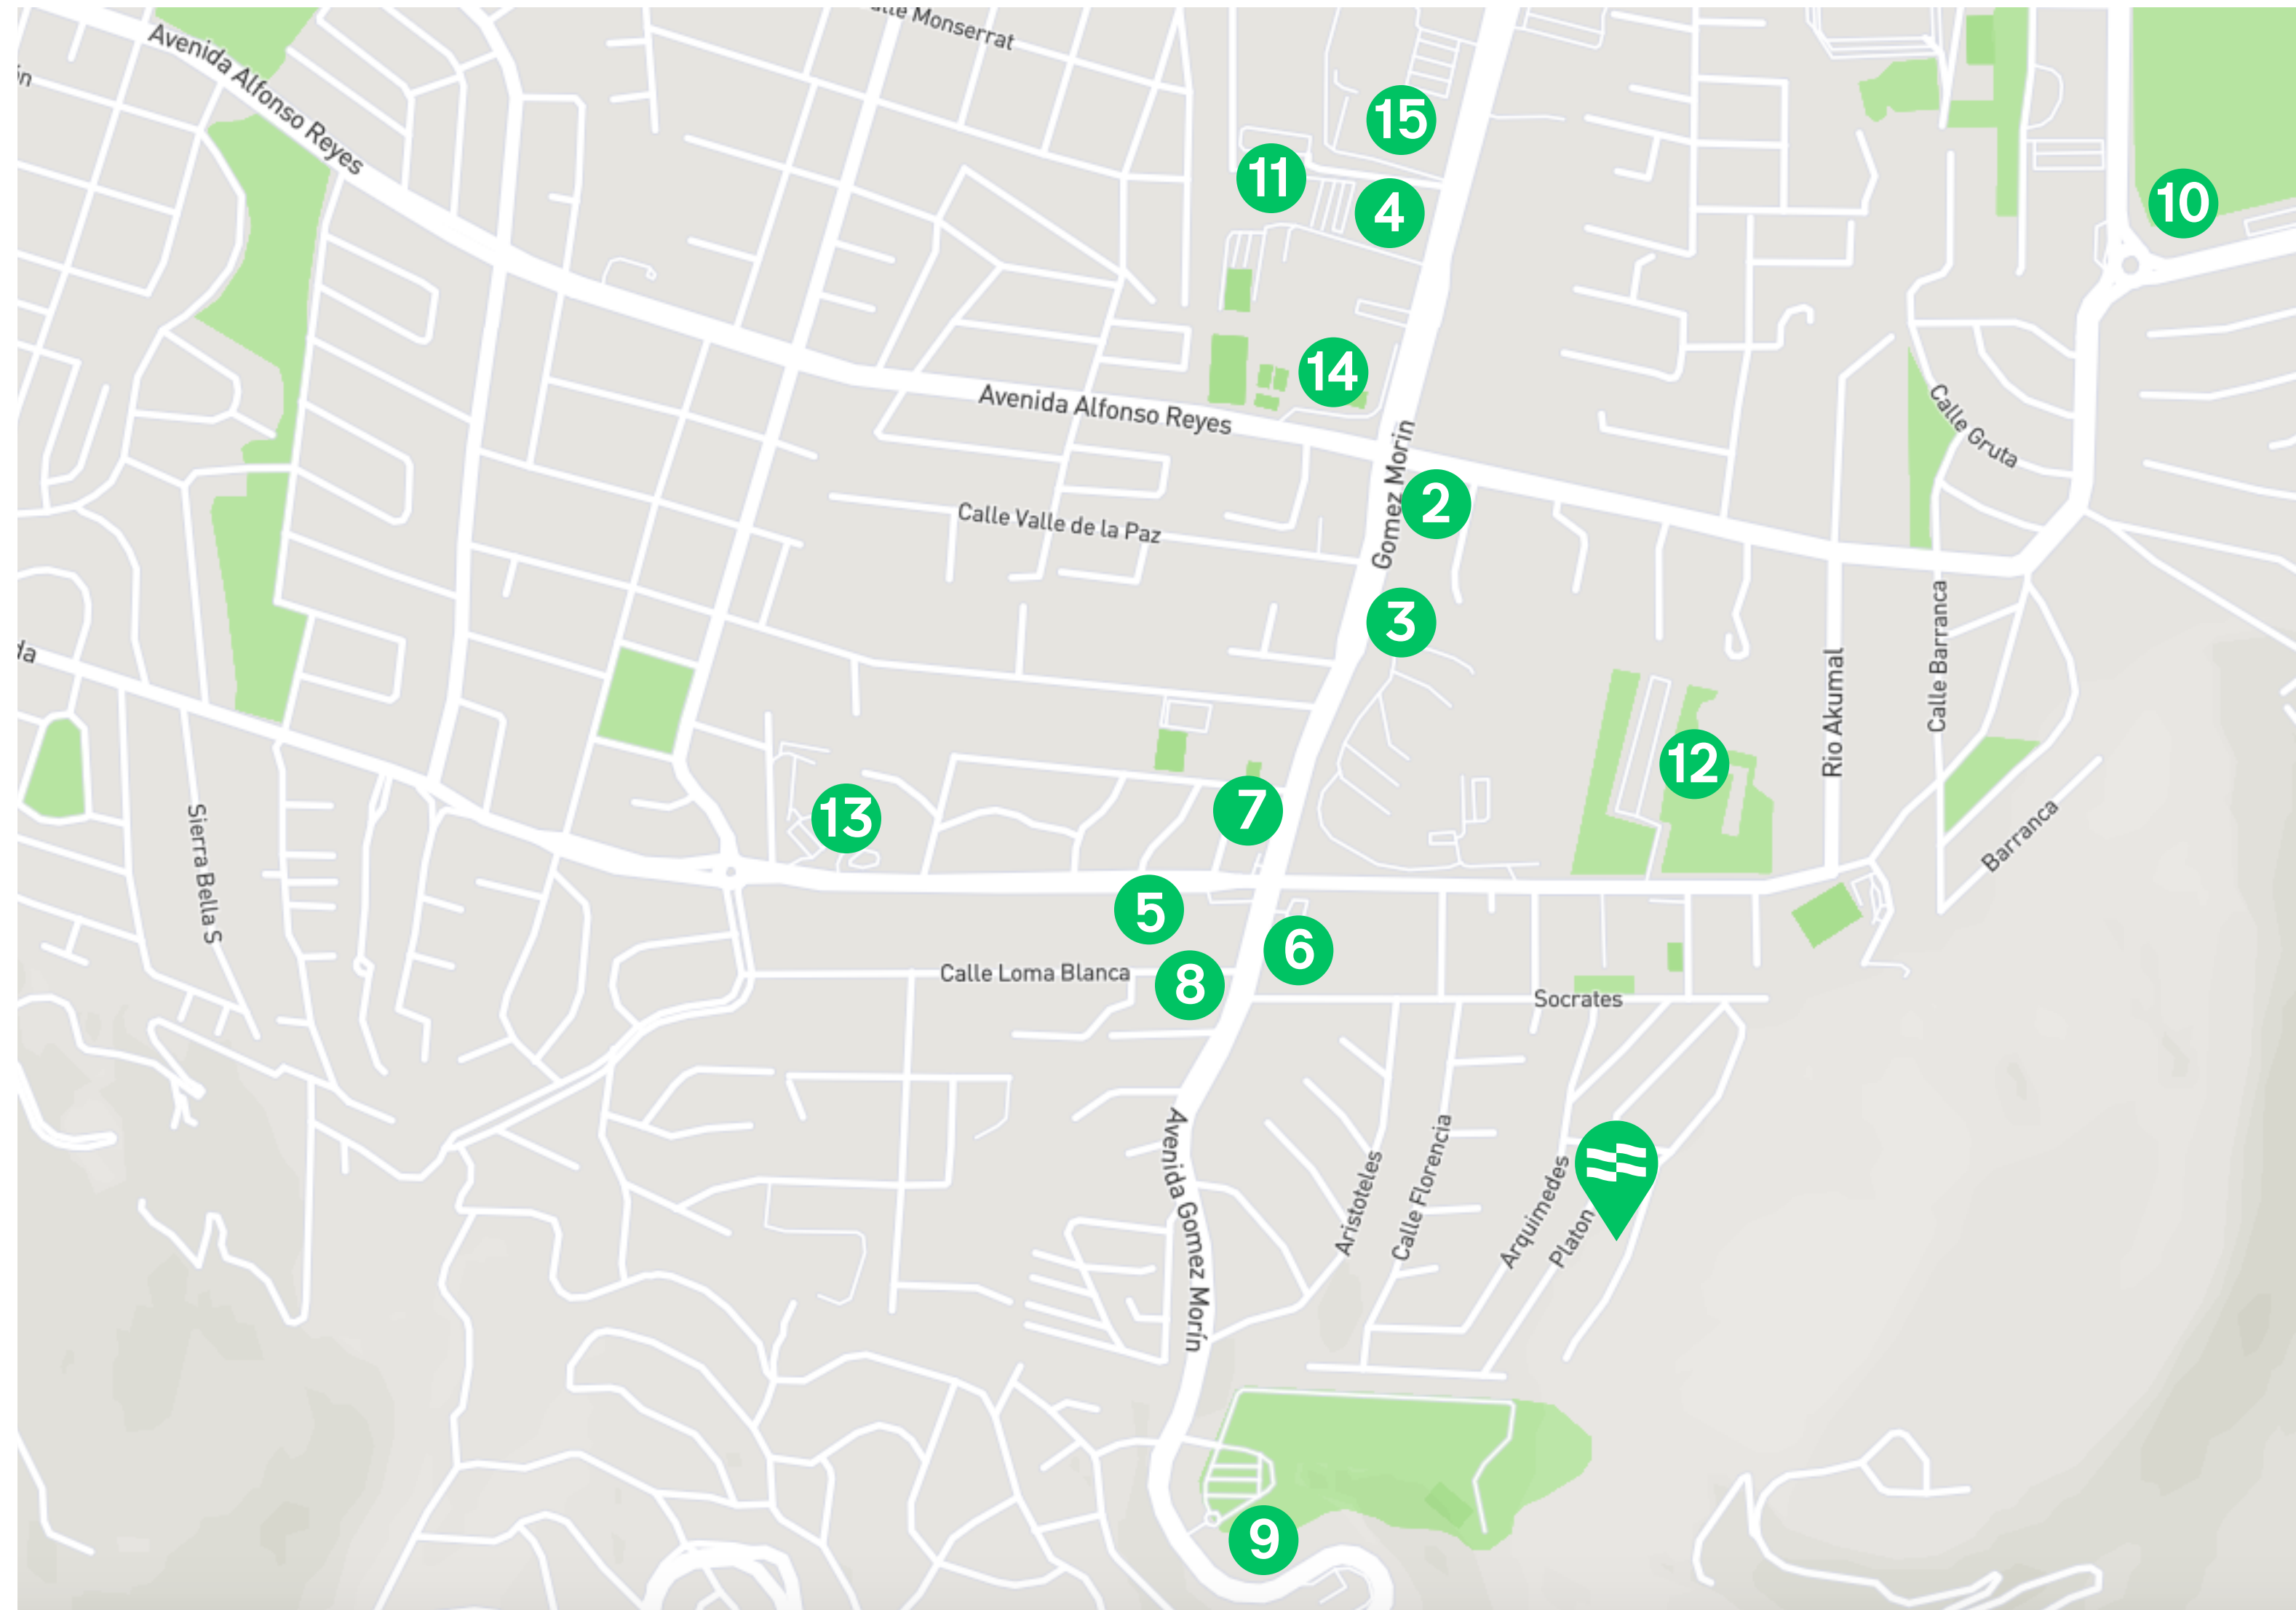 Avenida Alfonso Reyes
Monserrat
15
11
4
10
14
Avenida Alfonso Reyes
Gomez Morin
Calle Gruta
2
Calle Valle de la Paz
3
Calle Barranca
Rio Akumal
12
7
13
Sierra Bella S
Barranca
5
6
8
Calle Loma Blanca
Socrates
Avenida Gomez Morín
Aristoteles
Calle Florencia
Arquimedes
Platon
9